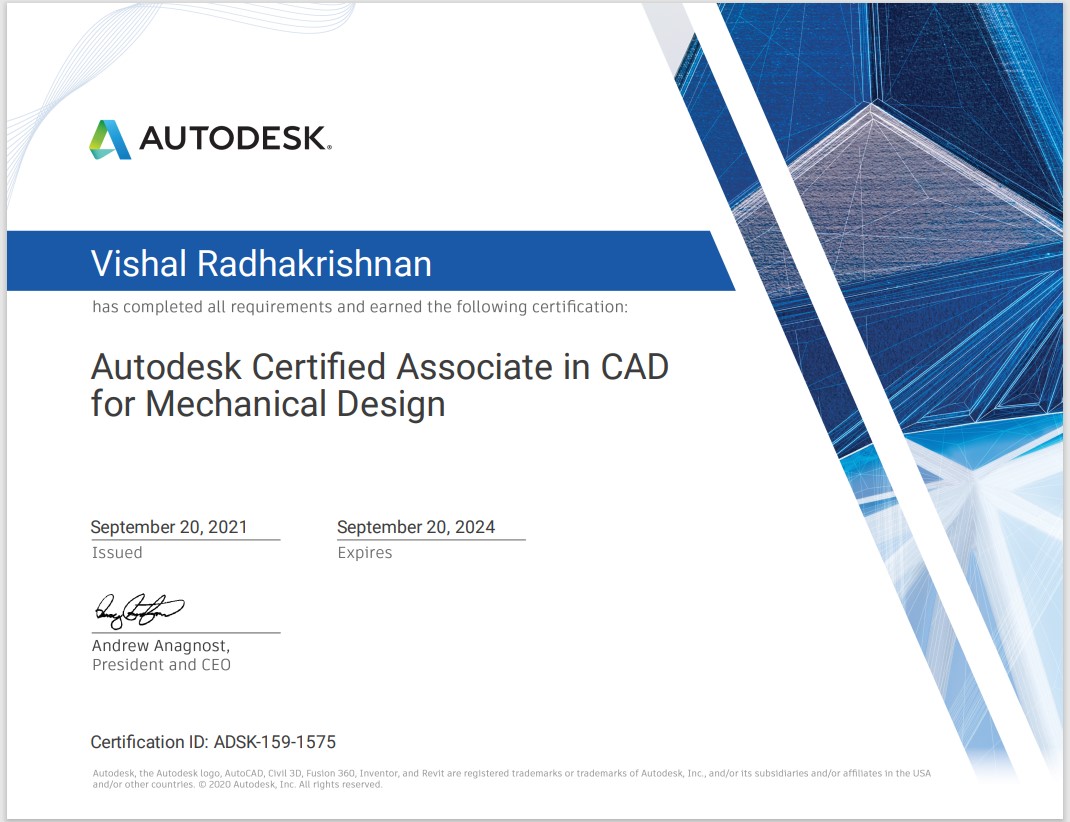 AUTODESK®
Vishal Radhakrishnan
has completed all requirements and earned the following certification:
Autodesk Certified Associate in CAD
for Mechanical Design
September 20, 2021
Issued
September 20, 2024
Expires
Andrew Anagnost,
President and CEO
Certification ID: ADSK-159-1575
Autodesk, the Autodesk logo, AutoCAD, Civil 3D, Fusion 360, Inventor, and Revit are registered trademarks or trademarks of Autodesk, Inc., and/or its subsidiaries and/or affiliates in the USA
and/or other countries. © 2020 Autodesk, Inc. All rights reserved.